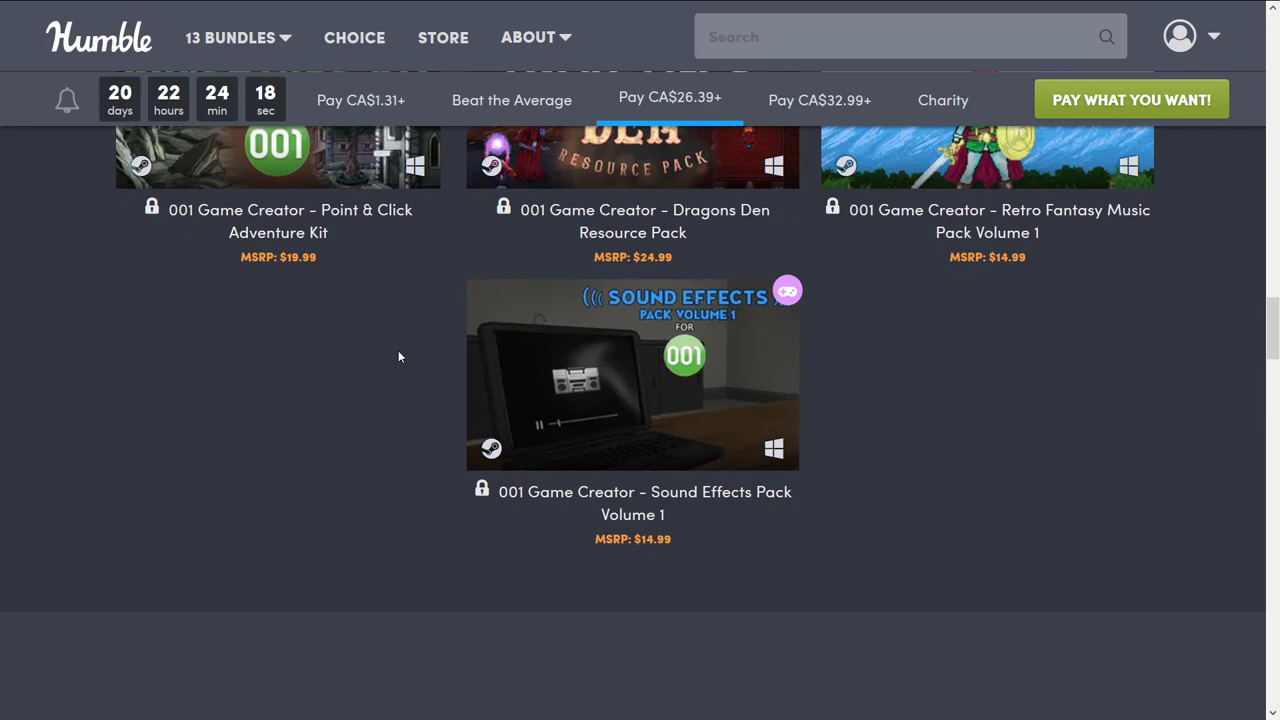 Humble
13 BUNDLES
CHOICE
STORE
ABOUT
Search
20
days
22
hours
24
min
18
sec
Pay CA$1.31+
Beat the Average
Pay CA$26.39+
Pay CA$32.99+
Charity
PAY WHAT YOU WANT!
001
DEN
RESOURCE PACK
001 Game Creator - Point & Click
Adventure Kit
MSRP: $19.99
001 Game Creator - Dragons Den
Resource Pack
MSRP: $24.99
001 Game Creator - Retro Fantasy Music
Pack Volume 1
MSRP: $14.99
SOUND EFFECTS
PACK VOLUME 1
FOR
001
001 Game Creator - Sound Effects Pack
Volume 1
MSRP: $14.99